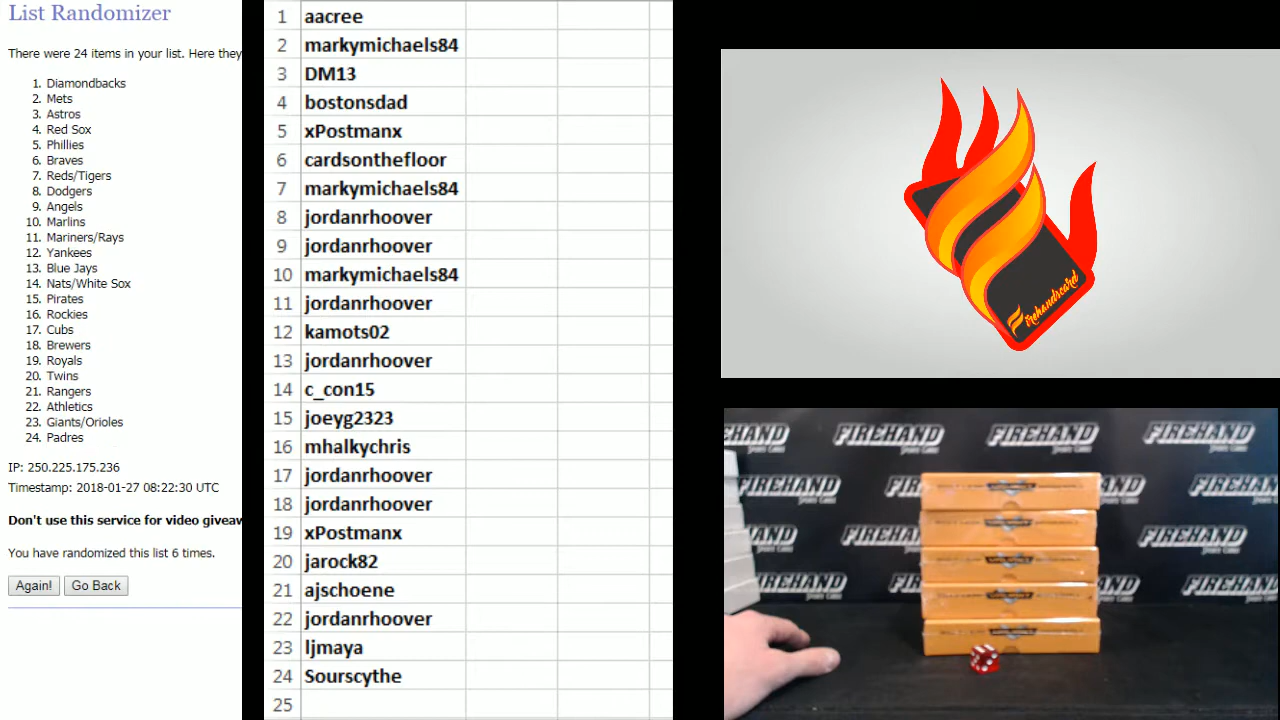 List Randomizer
There were 24 items in your list. Here they
1. Diamondbacks
2. Mets
3. Astros
4. Red Sox
5. Phillies
6. Braves
7. Reds/Tigers
8. Dodgers
9. Angels
10. Marlins
11. Mariners/Rays
12. Yankees
13. Blue Jays
14. Nats/White Sox
15. Pirates
16. Rockies
17. Cubs
18. Brewers
19. Royals
20. Twins
21. Rangers
22. Athletics
23. Giants/Orioles
24. Padres
IP: 250.225.175.236
Timestamp: 2018-01-27 08:22:30 UTC
Don't use this service for video giveaw
You have randomized this list 6 times.
Again! Go Back
1 aacree
2 markymichaels84
3 DM13
4 bostonsdad
5 xPostmanx
6 cardsonthefloor
7 markymichaels84
8 jordanrhoover
9 jordanrhoover
10 markymichaels84
11 jordanrhoover
12 kamots02
13 jordanrhoover
14 c_con15
15 joeyg2323
16 mhalkychris
17 jordanrhoover
18 jordanrhoover
19 xPostmanx
20 jarock82
21 ajschoene
22 jordanrhoover
23 ljmaya
24 Sourscythe
25
Firehandscard
FIREHAND FIREHAND FIREHAND
FIREHAND
FIREHAND
FIREHAND
FIREHAND
FIREHAND
FIREHAND